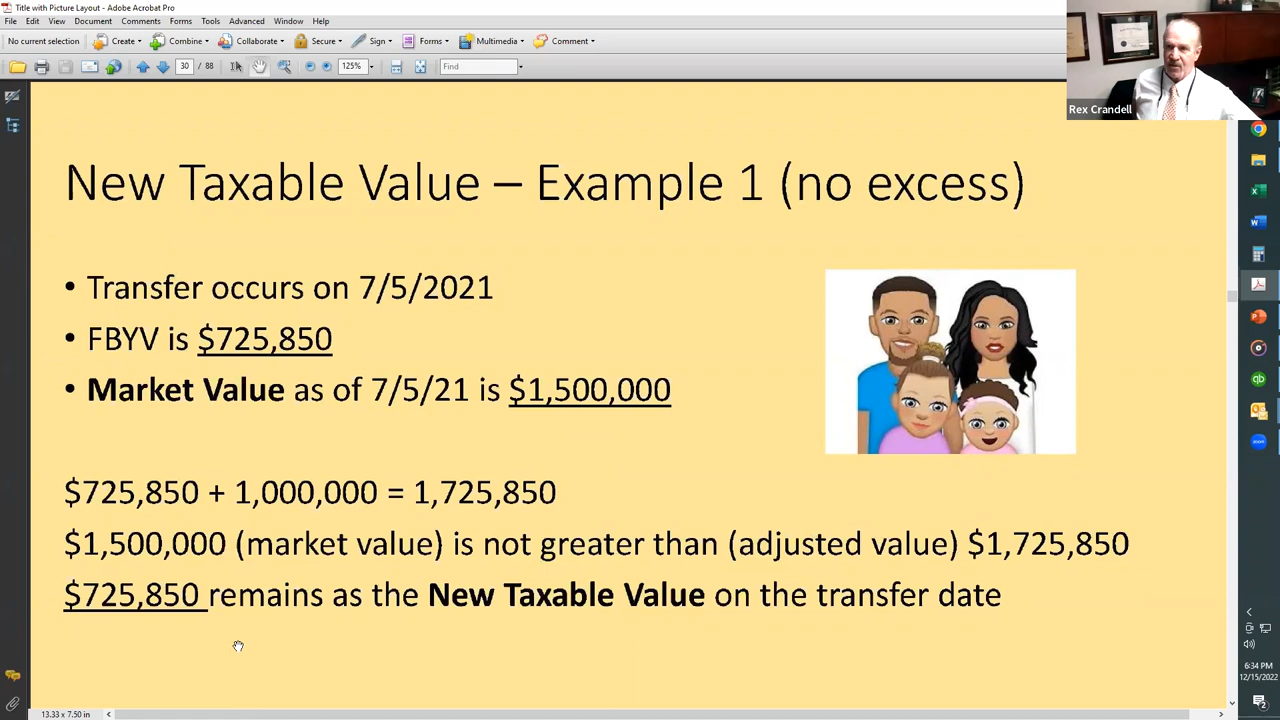 Title with Picture Layout - Adobe Acrobat Pro
File Edit View Document Comments Forms Tools Advanced Window Help
No current selection Create Combine Collaborate Secure Sign Forms Multimedia Comment
30 / 88 125% Find
Rex Crandell
New Taxable Value – Example 1 (no excess)
• Transfer occurs on 7/5/2021
• FBYV is $725,850
• Market Value as of 7/5/21 is $1,500,000
$725,850 + 1,000,000 = 1,725,850
$1,500,000 (market value) is not greater than (adjusted value) $1,725,850
$725,850 remains as the New Taxable Value on the transfer date
6:34 PM
12/15/2022
2
13.33 x 7.50 in